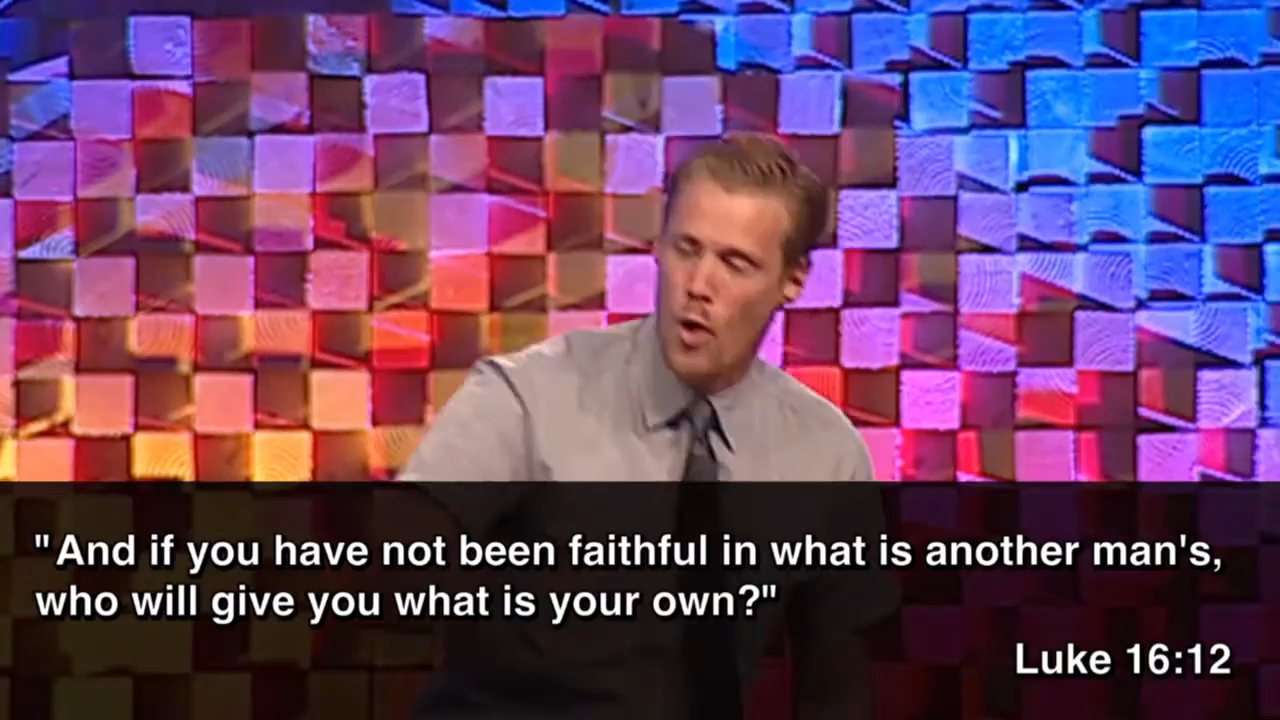 "And if you have not been faithful in what is another man's,
who will give you what is your own?"
Luke 16:12